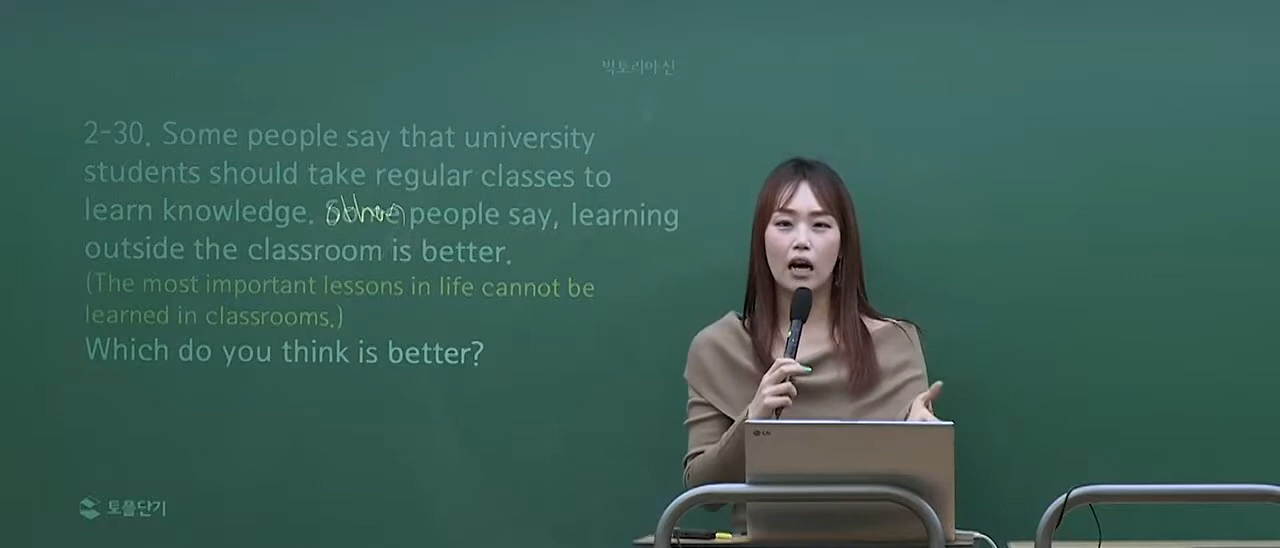 빅토리아 신
2-30. Some people say that university
students should take regular classes to
learn knowledge. other people say, learning
outside the classroom is better.
(The most important lessons in life cannot be
learned in classrooms.)
Which do you think is better?
토플단기
LG